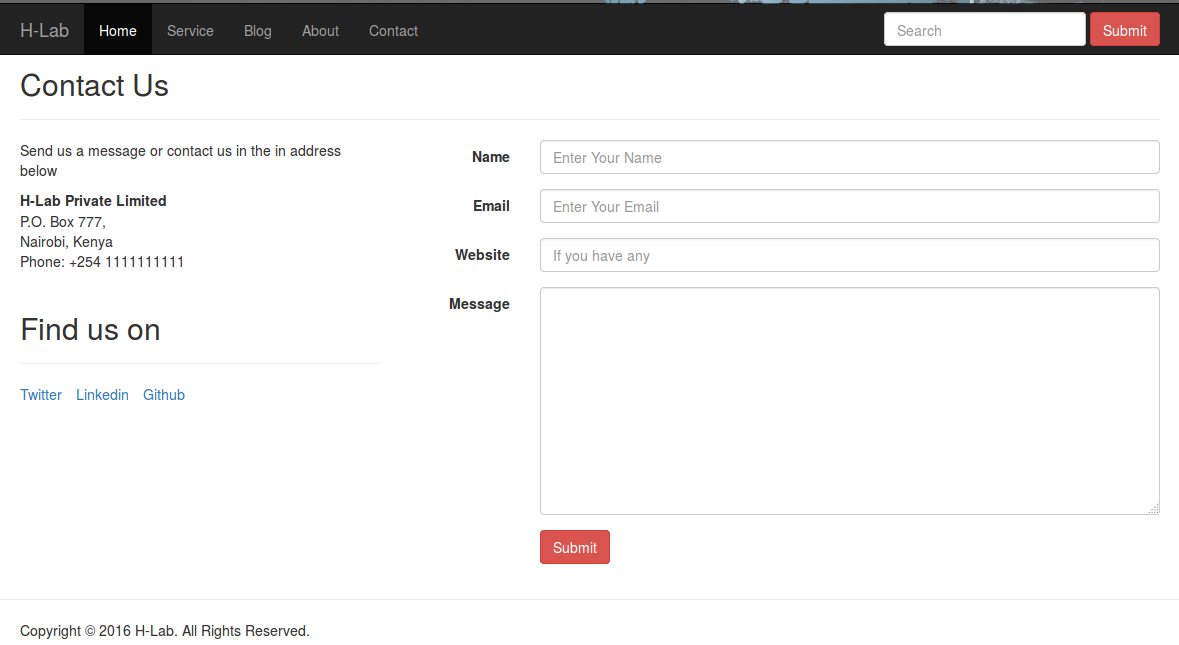 H-Lab Home Service Blog About Contact Search Submit
Contact Us
Send us a message or contact us in the in address
below
H-Lab Private Limited
P.O. Box 777,
Nairobi, Kenya
Phone: +254 1111111111
Find us on
Twitter Linkedin Github
Name Enter Your Name
Email Enter Your Email
Website If you have any
Message
Submit
Copyright © 2016 H-Lab. All Rights Reserved.